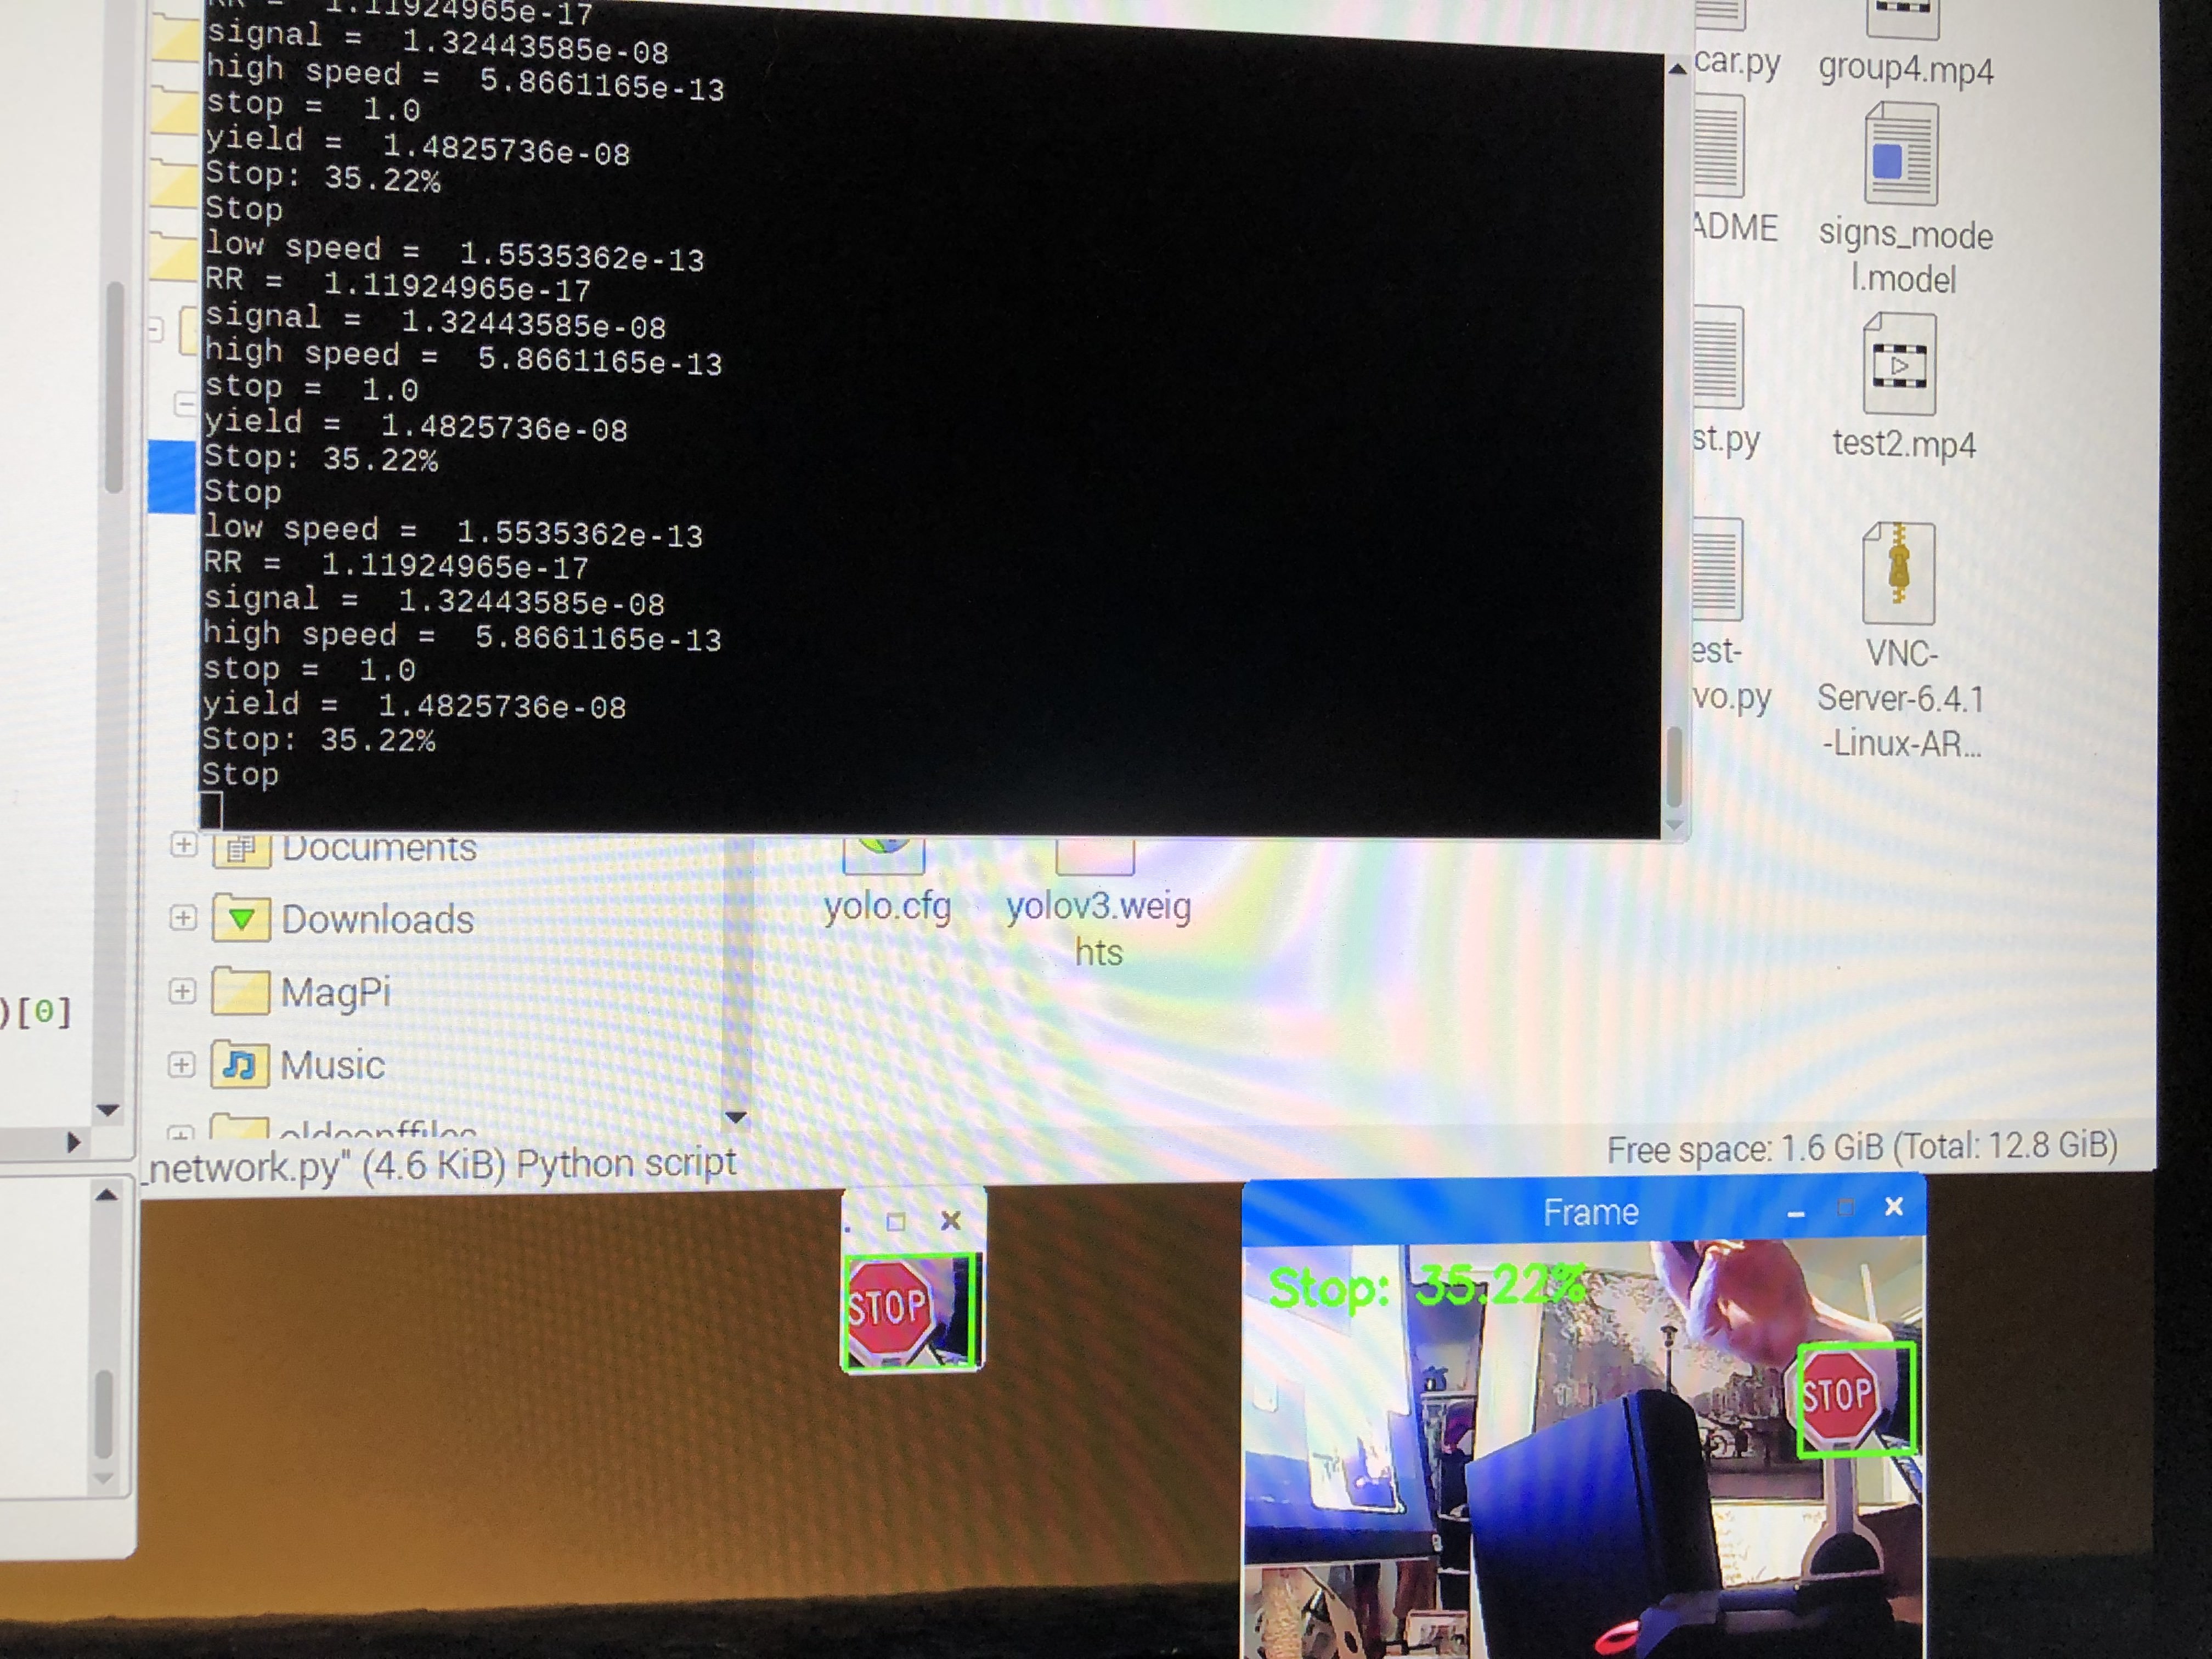 RR =  1.11924965e-17
signal =  1.32443585e-08
high speed =  5.8661165e-13
stop =  1.0
yield =  1.4825736e-08
Stop: 35.22%
Stop
low speed =  1.5535362e-13
RR =  1.11924965e-17
signal =  1.32443585e-08
high speed =  5.8661165e-13
stop =  1.0
yield =  1.4825736e-08
Stop: 35.22%
Stop
low speed =  1.5535362e-13
RR =  1.11924965e-17
signal =  1.32443585e-08
high speed =  5.8661165e-13
stop =  1.0
yield =  1.4825736e-08
Stop: 35.22%
Stop
car.py
group4.mp4
ADME
signs_mode
l.model
st.py
test2.mp4
est-
vo.py
VNC-
Server-6.4.1
-Linux-AR...
Documents
Downloads
MagPi
Music
oldconffiles
yolo.cfg
yolov3.weig
hts
)[0]
_network.py" (4.6 KiB) Python script
Free space: 1.6 GiB (Total: 12.8 GiB)
STOP
Frame
Stop: 35.22%
STOP